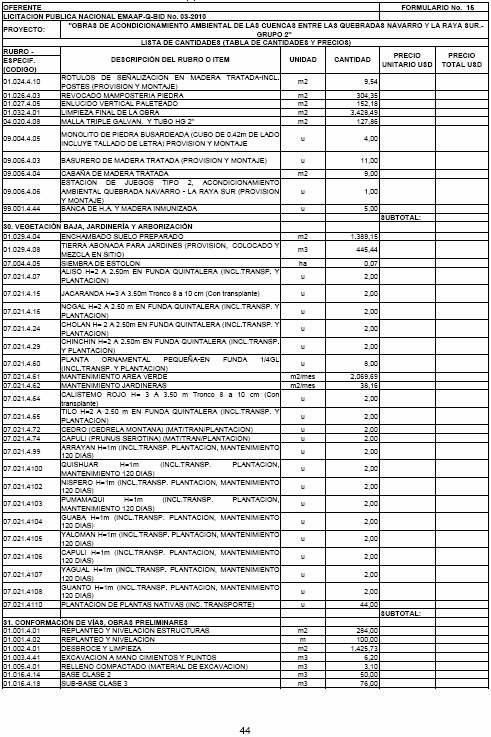 OFERENTE FORMULARIO No. 15
LICITACION PUBLICA NACIONAL EMAAP-Q-BID No. 03-2010
PROYECTO: "OBRAS DE ACONDICIONAMIENTO AMBIENTAL DE LAS CUENCAS ENTRE LAS QUEBRADAS NAVARRO Y LA RAYA SUR.-
GRUPO 2"
LISTA DE CANTIDADES (TABLA DE CANTIDADES Y PRECIOS)
RUBRO -
ESPECIF.
(CODIGO) DESCRIPCIÓN DEL RUBRO O ITEM UNIDAD CANTIDAD PRECIO
UNITARIO USD PRECIO
TOTAL USD
01.024.4.10 ROTULOS DE SEÑALIZACION EN MADERA TRATADA-INCL.
POSTES (PROVISION Y MONTAJE) m2 9,54
01.026.4.03 REVOCADO MAMPOSTERIA PIEDRA m2 304,35
01.027.4.05 ENLUCIDO VERTICAL PALETEADO m2 152,18
01.032.4.01 LIMPIEZA FINAL DE LA OBRA m2 3.428,49
04.020.4.08 MALLA TRIPLE GALVAN. Y TUBO HG 2" m2 127,86
09.004.4.05 MONOLITO DE PIEDRA BUSARDEADA (CUBO DE 0.42m DE LADO
INCLUYE TALLADO DE LETRA) PROVISION Y MONTAJE u 4,00
09.006.4.03 BASURERO DE MADERA TRATADA (PROVISION Y MONTAJE) u 11,00
09.006.4.04 CABAÑA DE MADERA TRATADA m2 9,00
09.006.4.06 ESTACION DE JUEGOS TIPO 2, ACONDICIONAMIENTO
AMBIENTAL QUEBRADA NAVARRO - LA RAYA SUR (PROVISION
Y MONTAJE) u 1,00
99.001.4.44 BANCA DE H.A. Y MADERA INMUNIZADA u 5,00
SUBTOTAL:
30. VEGETACIÓN BAJA, JARDINERÍA Y ARBORIZACIÓN
01.029.4.04 ENCHAMBADO SUELO PREPARADO m2 1.389,15
01.029.4.08 TIERRA ABONADA PARA JARDINES (PROVISION, COLOCADO Y
MEZCLA EN SITIO) m3 445,44
07.004.4.05 SIEMBRA DE ESTOLON ha 0,07
07.021.4.07 ALISO H=2 A 2.50m EN FUNDA QUINTALERA (INCL.TRANSP. Y
PLANTACION) u 2,00
07.021.4.15 JACARANDA H=3 A 3.50m Tronco 8 a 10 cm (Con transplante) u 2,00
07.021.4.16 NOGAL H=2 A 2.50 m EN FUNDA QUINTALERA (INCL.TRANSP. Y
PLANTACION) u 2,00
07.021.4.24 CHOLAN H= 2 A 2.50m EN FUNDA QUINTALERA (INCL.TRANSP. Y
PLANTACION) u 2,00
07.021.4.29 CHINCHIN H=2 A 2.50m EN FUNDA QUINTALERA (INCL.TRANSP.
Y PLANTACION) u 2,00
07.021.4.60 PLANTA ORNAMENTAL PEQUEÑA-EN FUNDA 1/4GL
(INCL.TRANSP. Y PLANTACION) u 8,00
07.021.4.61 MANTENIMIENTO AREA VERDE m2/mes 2.069,69
07.021.4.62 MANTENIMIENTO JARDINERAS m2/mes 38,16
07.021.4.64 CALISTEMO ROJO H= 3 A 3.50 m Tronco 8 a 10 cm (Con
transplante) u 2,00
07.021.4.65 TILO H=2 A 2.50 m EN FUNDA QUINTALERA (INCL.TRANSP. Y
PLANTACION) u 2,00
07.021.4.72 CEDRO (CEDRELA MONTANA) (MAT/TRAN/PLANTACION) u 2,00
07.021.4.74 CAPULI (PRUNUS SEROTINA) (MAT/TRAN/PLANTACION) u 2,00
07.021.4.99 ARRAYAN H=1m (INCL.TRANSP. PLANTACION, MANTENIMIENTO
120 DIAS) u 2,00
07.021.4100 QUISHUAR H=1m (INCL.TRANSP. PLANTACION,
MANTENIMIENTO 120 DIAS) u 2,00
07.021.4102 NISPERO H=1m (INCL.TRANSP. PLANTACION, MANTENIMIENTO
120 DIAS) u 2,00
07.021.4103 PUMAMAQUI H=1m (INCL.TRANSP. PLANTACION,
MANTENIMIENTO 120 DIAS) u 2,00
07.021.4104 GUABA H=1m (INCL.TRANSP. PLANTACION, MANTENIMIENTO
120 DIAS) u 2,00
07.021.4105 YALOMAN H=1m (INCL.TRANSP. PLANTACION, MANTENIMIENTO
120 DIAS) u 2,00
07.021.4106 CAPULI H=1m (INCL.TRANSP. PLANTACION, MANTENIMIENTO
120 DIAS) u 2,00
07.021.4107 YAGUAL H=1m (INCL.TRANSP. PLANTACION, MANTENIMIENTO
120 DIAS) u 2,00
07.021.4108 GUANTO H=1m (INCL.TRANSP. PLANTACION, MANTENIMIENTO
120 DIAS) u 2,00
07.021.4110 PLANTACION DE PLANTAS NATIVAS (INC. TRANSPORTE) u 44,00
SUBTOTAL:
31. CONFORMACIÓN DE VÍAS, OBRAS PRELIMINARES
01.001.4.01 REPLANTEO Y NIVELACION ESTRUCTURAS m2 284,00
01.001.4.02 REPLANTEO Y NIVELACION m 100,00
01.002.4.01 DESBROCE Y LIMPIEZA m2 1.425,73
01.003.4.41 EXCAVACION A MANO CIMIENTOS Y PLINTOS m3 6,20
01.005.4.01 RELLENO COMPACTADO (MATERIAL DE EXCAVACION) m3 3,10
01.016.4.14 BASE CLASE 2 m3 50,00
01.016.4.18 SUB-BASE CLASE 3 m3 76,00
44